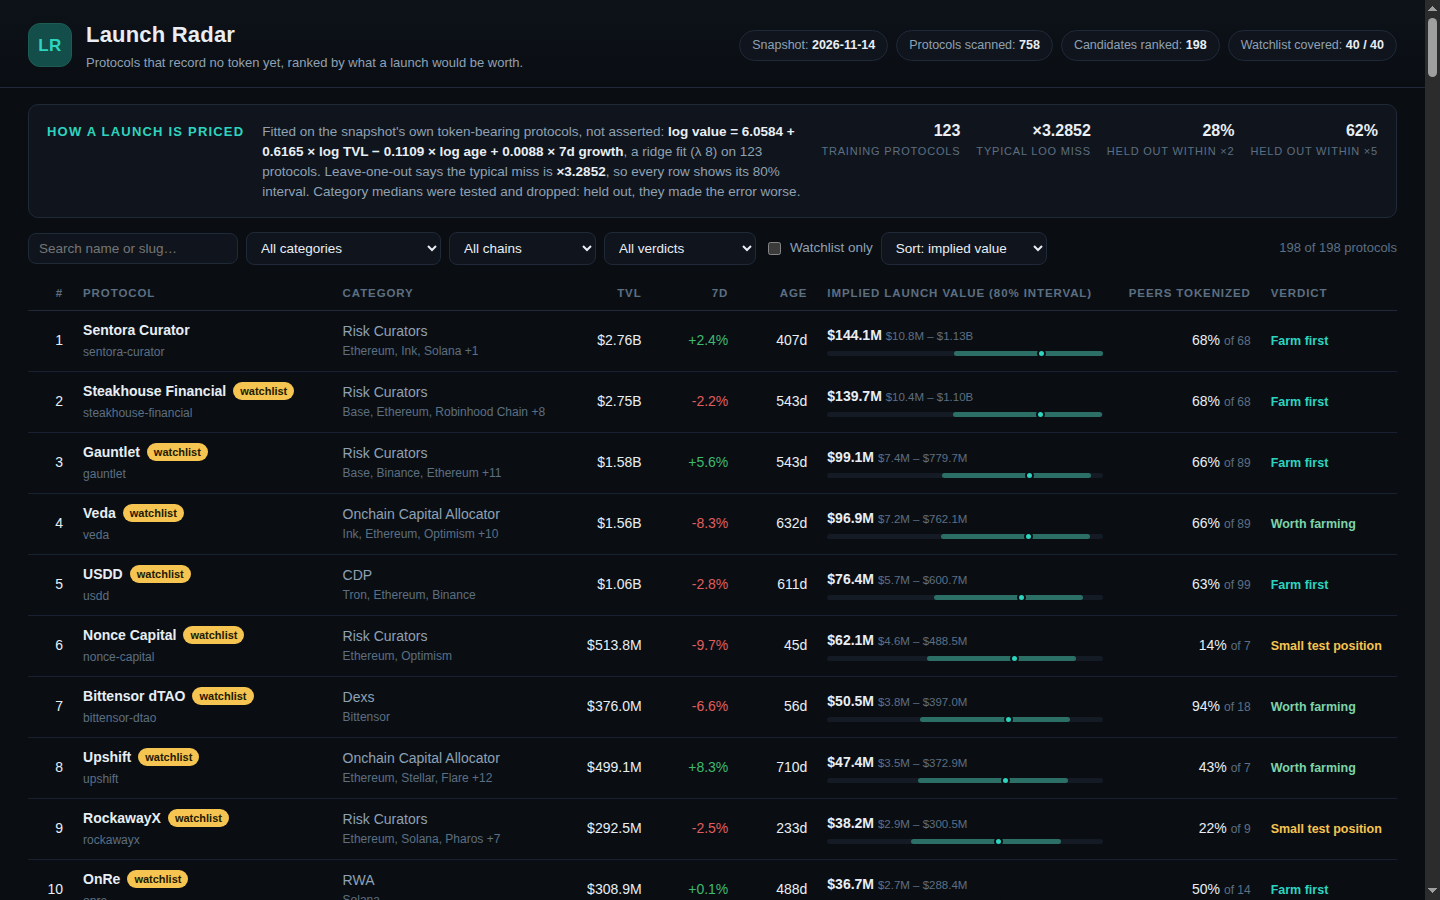 LR
Launch Radar
Protocols that record no token yet, ranked by what a launch would be worth.
Snapshot: 2026-11-14
Protocols scanned: 758
Candidates ranked: 198
Watchlist covered: 40 / 40
HOW A LAUNCH IS PRICED
Fitted on the snapshot's own token-bearing protocols, not asserted: log value = 6.0584 +
0.6165 × log TVL − 0.1109 × log age + 0.0088 × 7d growth, a ridge fit (λ 8) on 123
protocols. Leave-one-out says the typical miss is ×3.2852, so every row shows its 80%
interval. Category medians were tested and dropped: held out, they made the error worse.
123
TRAINING PROTOCOLS
×3.2852
TYPICAL LOO MISS
28%
HELD OUT WITHIN ×2
62%
HELD OUT WITHIN ×5
Search name or slug…
All categories
All chains
All verdicts
Watchlist only
Sort: implied value
198 of 198 protocols
# PROTOCOL CATEGORY TVL 7D AGE IMPLIED LAUNCH VALUE (80% INTERVAL) PEERS TOKENIZED VERDICT
1 Sentora Curator Risk Curators $2.76B +2.4% 407d $144.1M $10.8M – $1.13B 68% of 68 Farm first
sentora-curator Ethereum, Ink, Solana +1
2 Steakhouse Financial watchlist Risk Curators $2.75B -2.2% 543d $139.7M $10.4M – $1.10B 68% of 68 Farm first
steakhouse-financial Base, Ethereum, Robinhood Chain +8
3 Gauntlet watchlist Risk Curators $1.58B +5.6% 543d $99.1M $7.4M – $779.7M 66% of 89 Farm first
gauntlet Base, Binance, Ethereum +11
4 Veda watchlist Onchain Capital Allocator $1.56B -8.3% 632d $96.9M $7.2M – $762.1M 66% of 89 Worth farming
veda Ink, Ethereum, Optimism +10
5 USDD watchlist CDP $1.06B -2.8% 611d $76.4M $5.7M – $600.7M 63% of 99 Farm first
usdd Tron, Ethereum, Binance
6 Nonce Capital watchlist Risk Curators $513.8M -9.7% 45d $62.1M $4.6M – $488.5M 14% of 7 Small test position
nonce-capital Ethereum, Optimism
7 Bittensor dTAO watchlist Dexs $376.0M -6.6% 56d $50.5M $3.8M – $397.0M 94% of 18 Worth farming
bittensor-dtao Bittensor
8 Upshift watchlist Onchain Capital Allocator $499.1M +8.3% 710d $47.4M $3.5M – $372.9M 43% of 7 Worth farming
upshift Ethereum, Stellar, Flare +12
9 RockawayX watchlist Risk Curators $292.5M -2.5% 233d $38.2M $2.9M – $300.5M 22% of 9 Small test position
rockawayx Ethereum, Solana, Pharos +7
10 OnRe watchlist RWA $308.9M +0.1% 488d $36.7M $2.7M – $288.4M 50% of 14 Farm first